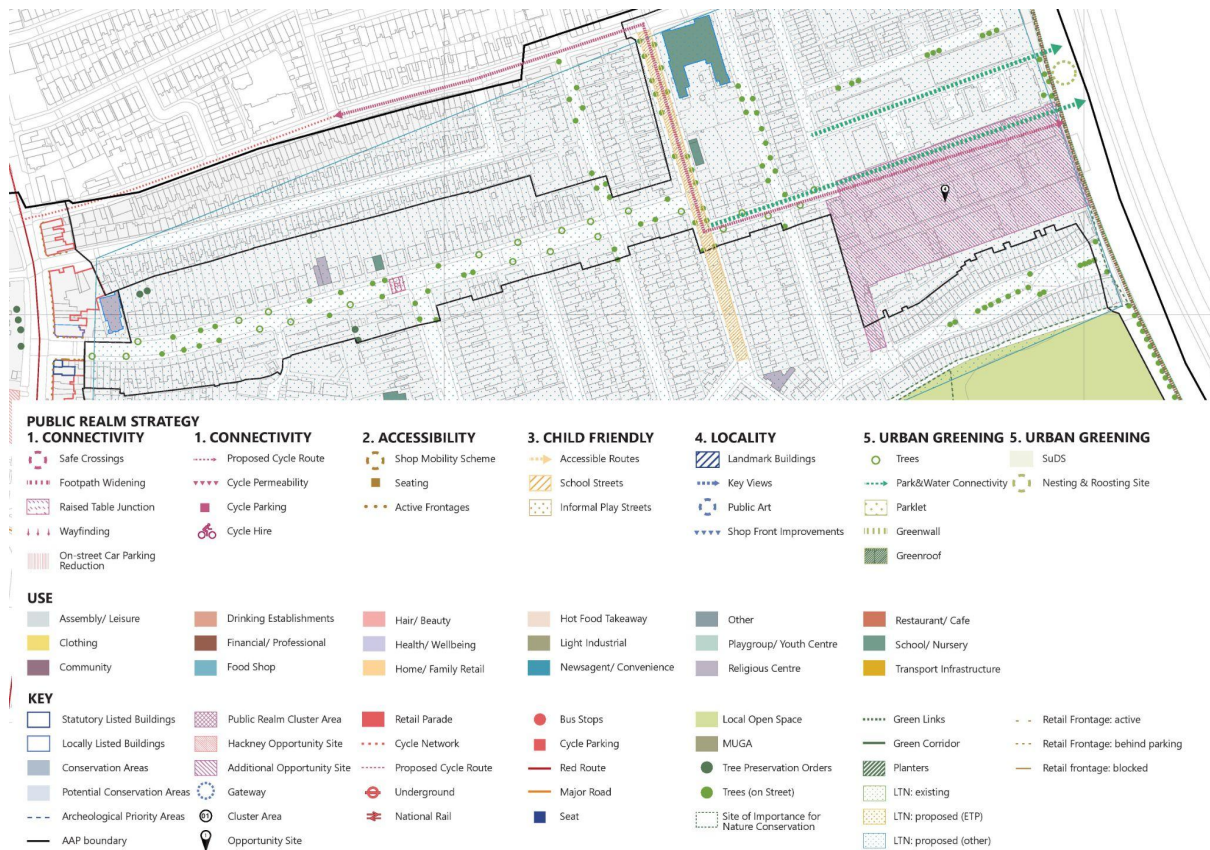 PUBLIC REALM STRATEGY
1. CONNECTIVITY
Safe Crossings
Footpath Widening
Raised Table Junction
Wayfinding
On-street Car Parking
Reduction
1. CONNECTIVITY
Proposed Cycle Route
Cycle Permeability
Cycle Parking
Cycle Hire
2. ACCESSIBILITY
Shop Mobility Scheme
Seating
Active Frontages
3. CHILD FRIENDLY
Accessible Routes
School Streets
Informal Play Streets
4. LOCALITY
Landmark Buildings
Key Views
Public Art
Shop Front Improvements
5. URBAN GREENING
Trees
Park&Water Connectivity
Parklet
Greenwall
Greenroof
5. URBAN GREENING
SuDS
Nesting & Roosting Site
USE
Assembly/ Leisure
Clothing
Community
Drinking Establishments
Financial/ Professional
Food Shop
Hair/ Beauty
Health/ Wellbeing
Home/ Family Retail
Hot Food Takeaway
Light Industrial
Newsagent/ Convenience
Other
Playgroup/ Youth Centre
Religious Centre
Restaurant/ Cafe
School/ Nursery
Transport Infrastructure
KEY
Statutory Listed Buildings
Locally Listed Buildings
Conservation Areas
Potential Conservation Areas
Archeological Priority Areas
AAP boundary
Public Realm Cluster Area
Hackney Opportunity Site
Additional Opportunity Site
Gateway
01 Cluster Area
Opportunity Site
Retail Parade
Cycle Network
Proposed Cycle Route
Underground
National Rail
Bus Stops
Cycle Parking
Red Route
Major Road
Seat
Local Open Space
MUGA
Tree Preservation Orders
Trees (on Street)
Site of Importance for
Nature Conservation
Green Links
Green Corridor
Planters
LTN: existing
LTN: proposed (ETP)
LTN: proposed (other)
Retail Frontage: active
Retail Frontage: behind parking
Retail frontage: blocked